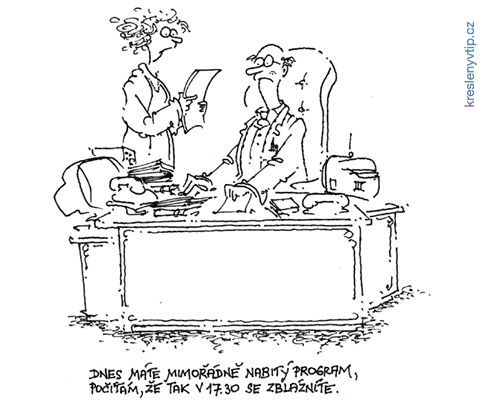 kreslenyvtip.cz
DNES MÁTE MIMOŘÁDNĚ NABITÝ PROGRAM,
POČÍTÁM, ŽE TAK V 17.30 SE ZBLÁZNÍTE.